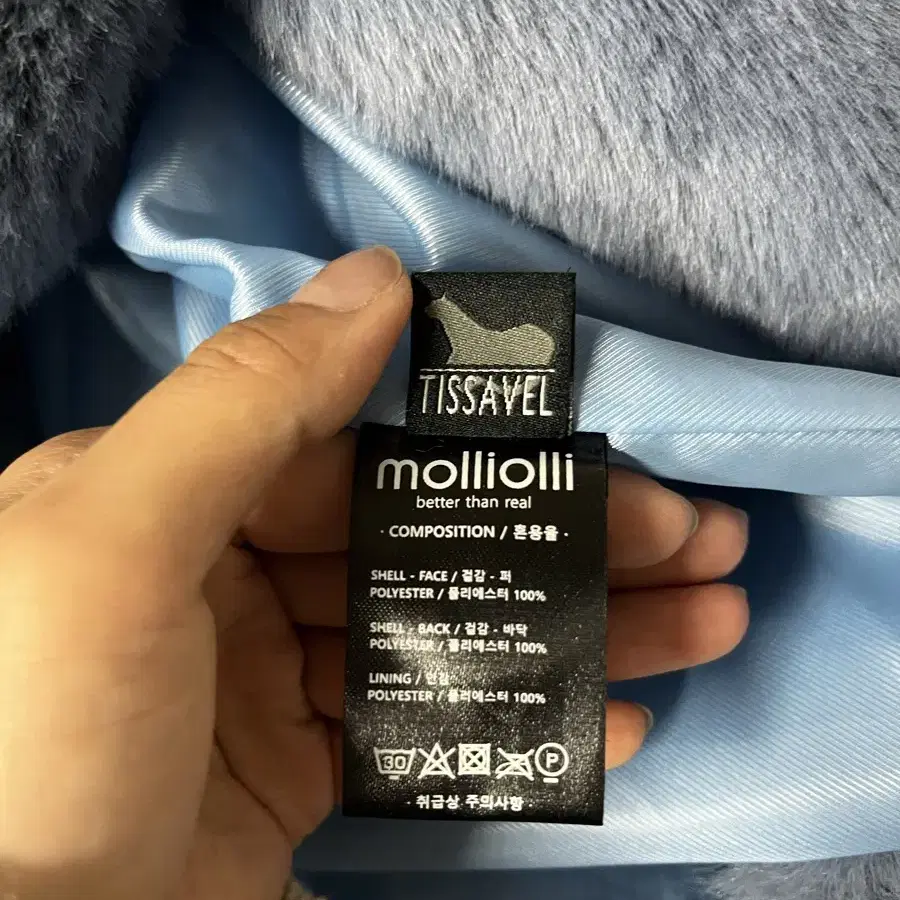 TISSAVEL
molliolli
better than real
· COMPOSITION / 혼용율 ·
SHELL - FACE / 겉감 - 퍼
POLYESTER / 폴리에스터 100%
SHELL - BACK / 겉감 - 바닥
POLYESTER / 폴리에스터 100%
LINING / 안감
POLYESTER / 폴리에스터 100%
30 P
· 취급상 주의사항 ·